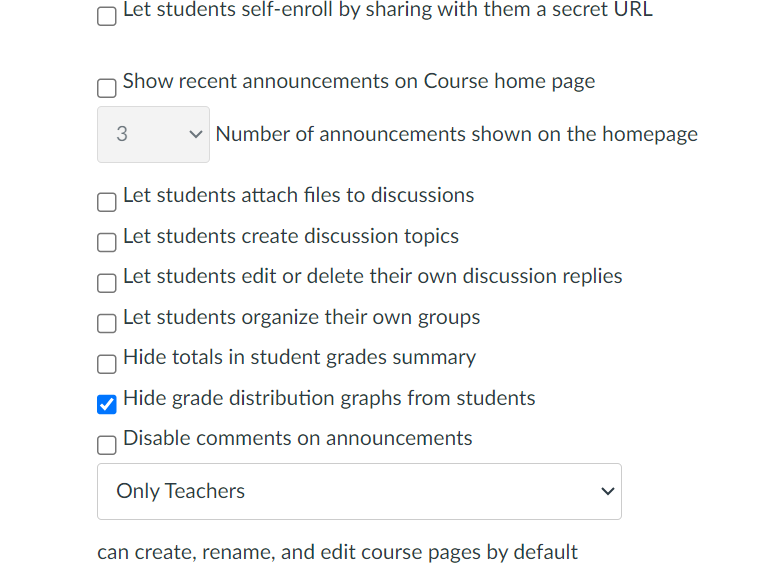 Let students self-enroll by sharing with them a secret URL
Show recent announcements on Course home page
3 Number of announcements shown on the homepage
Let students attach files to discussions
Let students create discussion topics
Let students edit or delete their own discussion replies
Let students organize their own groups
Hide totals in student grades summary
Hide grade distribution graphs from students
Disable comments on announcements
Only Teachers
can create, rename, and edit course pages by default